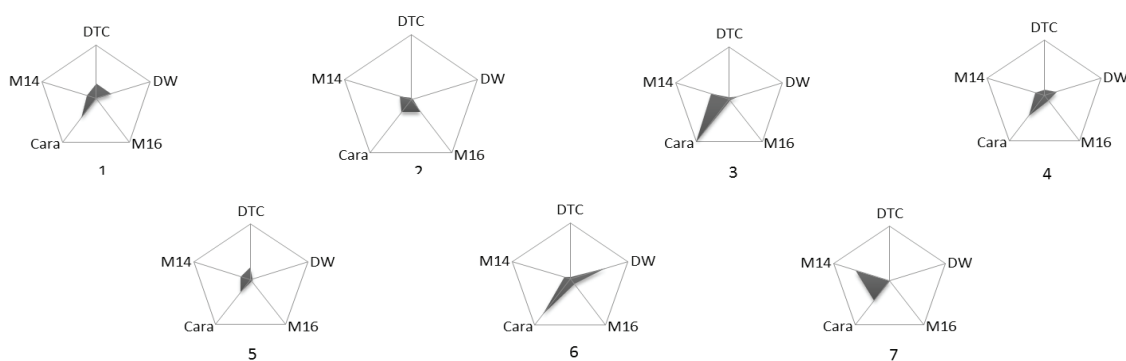 DTC
M14 DW
Cara M16
1
DTC
M14 DW
Cara M16
2
DTC
M14 DW
Cara M16
3
DTC
M14 DW
Cara M16
4
DTC
M14 DW
Cara M16
5
DTC
M14 DW
Cara M16
6
DTC
M14 DW
Cara M16
7